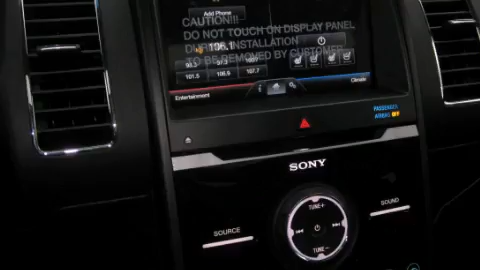 Add Phone
CAUTION!!!
DO NOT TOUCH ON DISPLAY PANEL
DURING INSTALLATION
TO BE REMOVED BY CUSTOMER
106.1
101.5 106.9 107.7
Entertainment
Climate
PASSENGER
AIRBAG OFF
SONY
SOURCE
TUNE+
TUNE-
SOUND